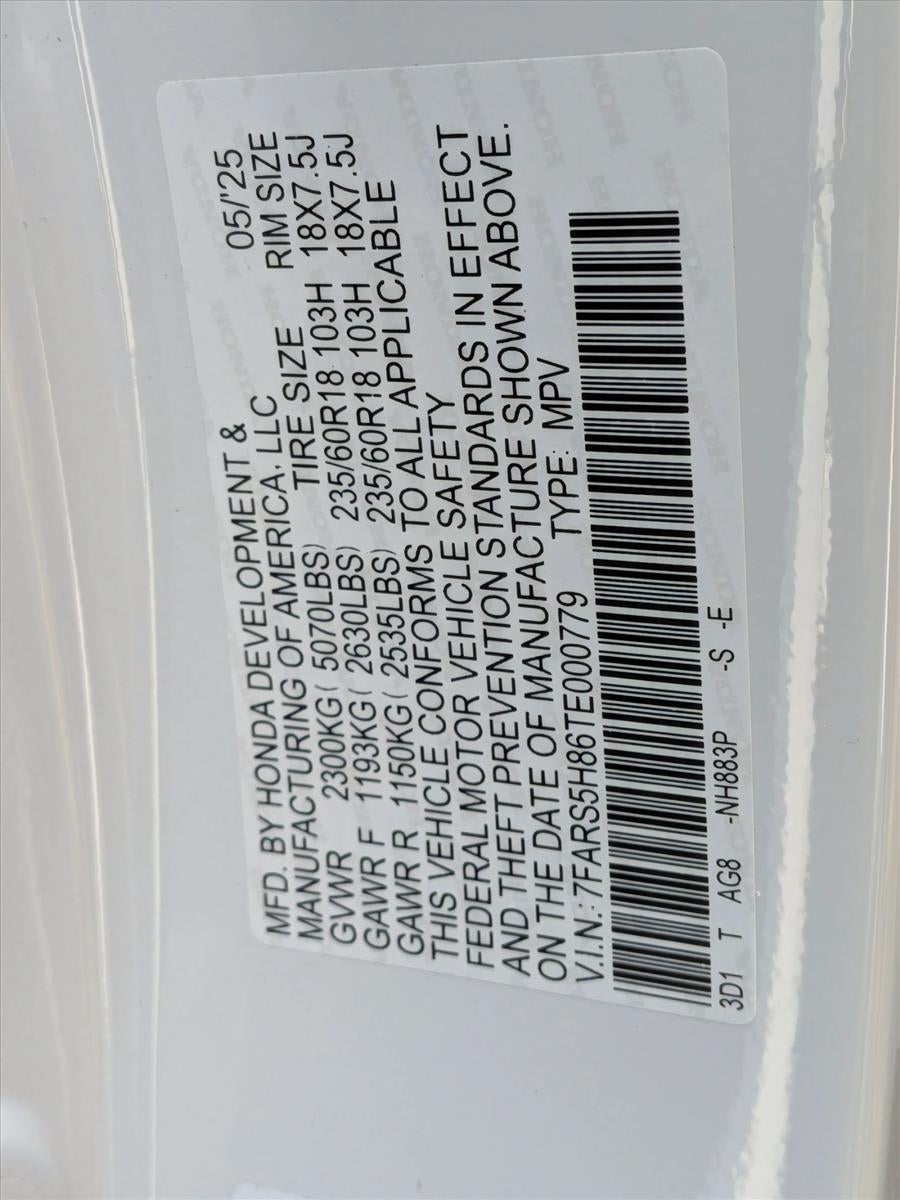 MFD. BY HONDA DEVELOPMENT & 05/'25
MANUFACTURING OF AMERICA, LLC RIM SIZE
TIRE SIZE
GVWR 2300KG ( 5070LBS)
GAWR F 1193KG ( 2630LBS) 235/60R18 103H 18X7.5J
GAWR R 1150KG ( 2535LBS) 235/60R18 103H 18X7.5J
THIS VEHICLE CONFORMS TO ALL APPLICABLE
FEDERAL MOTOR VEHICLE SAFETY
AND THEFT PREVENTION STANDARDS IN EFFECT
ON THE DATE OF MANUFACTURE SHOWN ABOVE.
V.I.N.: 7FARS5H86TE000779 TYPE: MPV
3D1 T AG8 -NH883P -S -E